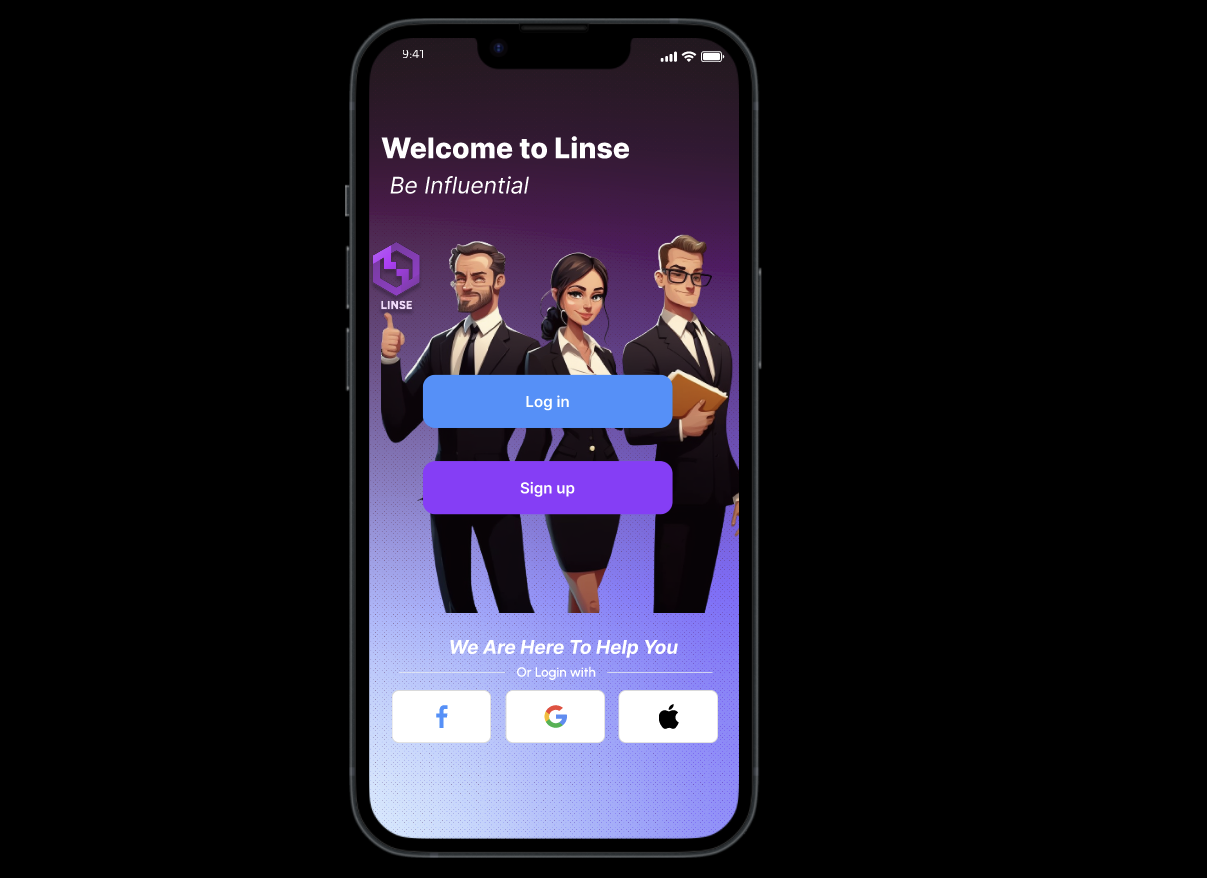 9:41
Welcome to Linse
Be Influential
LINSE
Log in
Sign up
We Are Here To Help You
Or Login with